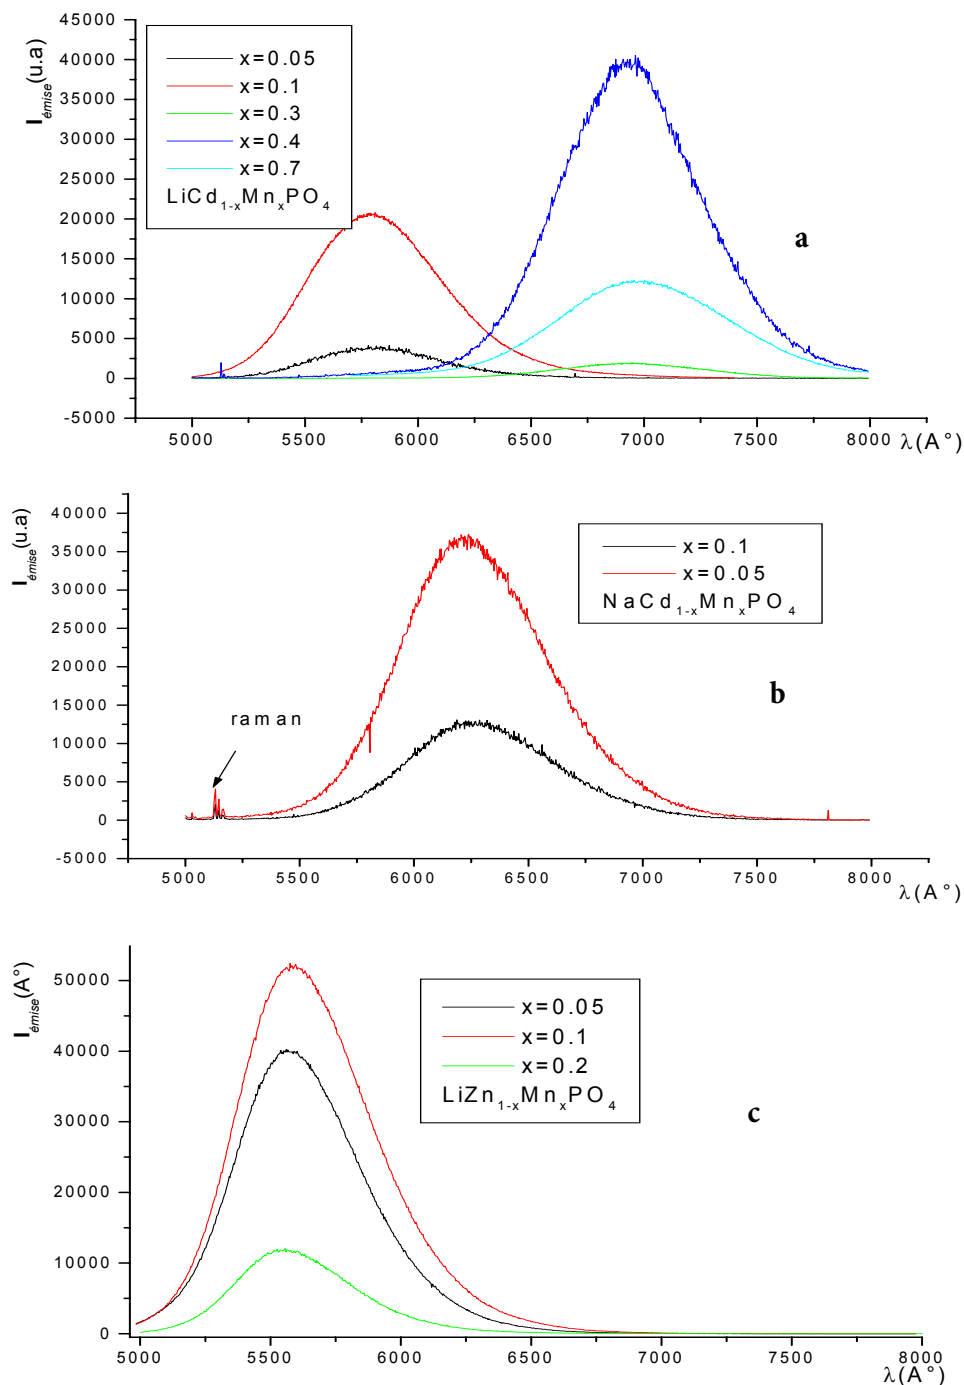 45000
40000
35000
30000
25000
20000
15000
10000
5000
0
-5000
I émise (u.a)
x=0.05
x=0.1
x=0.3
x=0.4
x=0.7
LiCd1-xMnxPO4
a
5000 5500 6000 6500 7000 7500 8000
λ(A°)
40000
35000
30000
25000
20000
15000
10000
5000
0
-5000
I émise (u.a)
x=0.1
x=0.05
NaCd1-xMnxPO4
b
raman
5000 5500 6000 6500 7000 7500 8000
λ(A°)
50000
40000
30000
20000
10000
0
I émise (A°)
x=0.05
x=0.1
x=0.2
LiZn1-xMnxPO4
c
5000 5500 6000 6500 7000 7500 8000
λ(A°)